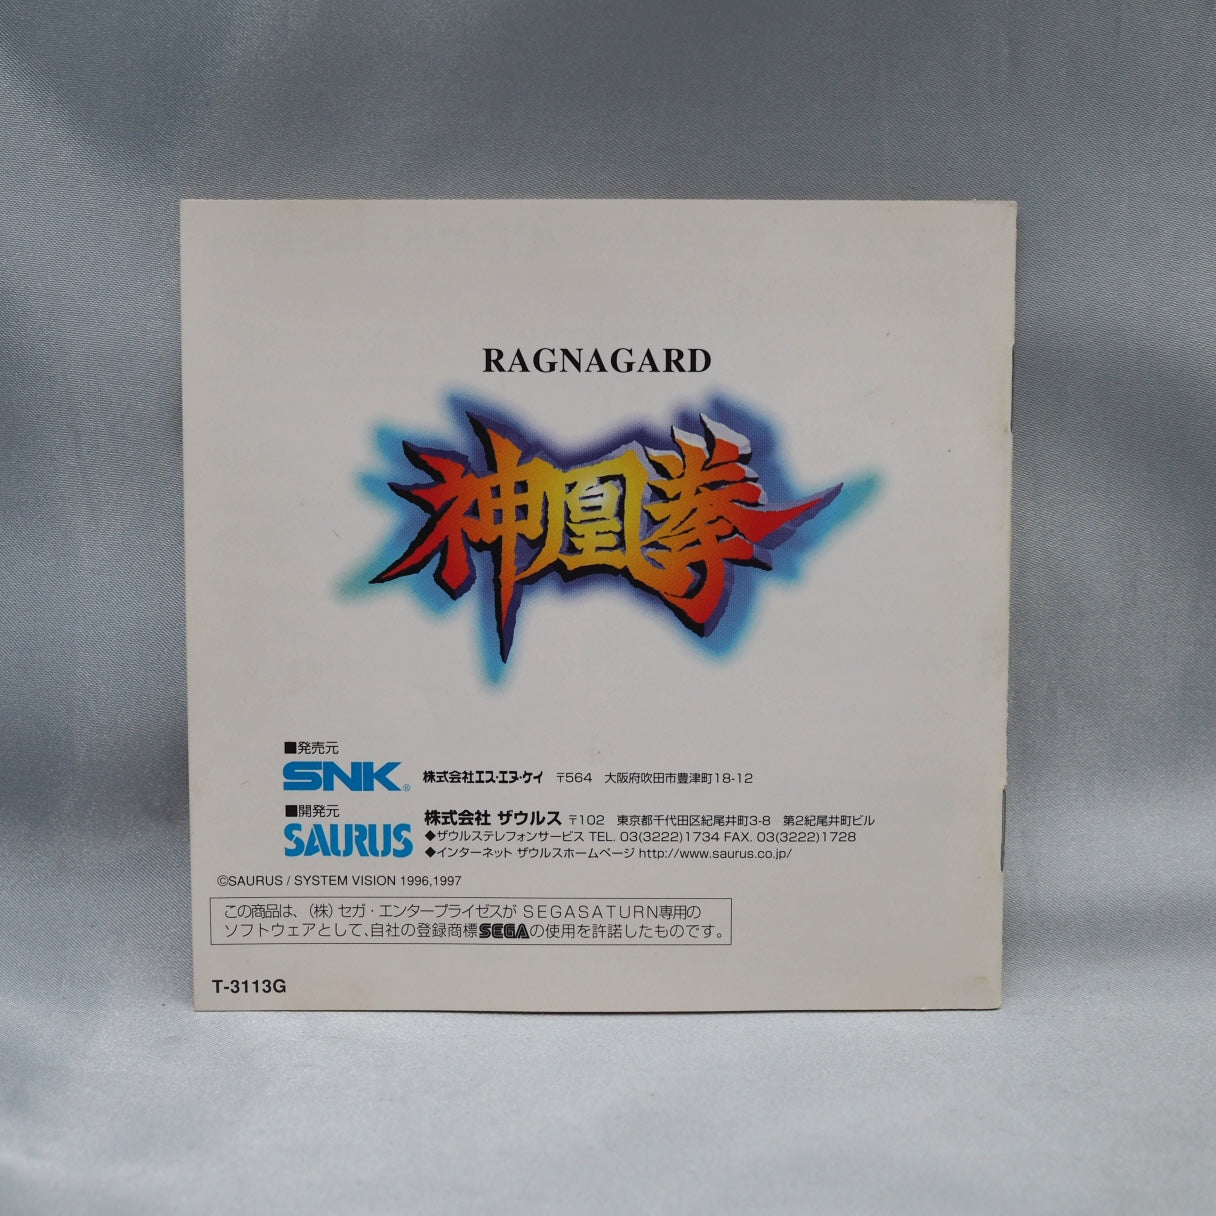 RAGNAGARD
神凰拳
■発売元
SNK® 株式会社エス・エヌ・ケイ 〒564 大阪府吹田市豊津町18-12
■開発元
SAURUS 株式会社 ザウルス 〒102 東京都千代田区紀尾井町3-8 第2紀尾井町ビル
◆ザウルステレフォンサービス TEL. 03(3222)1734 FAX. 03(3222)1728
◆インターネット ザウルスホームページ http://www.saurus.co.jp/
©SAURUS / SYSTEM VISION 1996,1997
この商品は、(株)セガ・エンタープライゼスが SEGASATURN専用の
ソフトウェアとして、自社の登録商標SEGAの使用を許諾したものです。
T-3113G